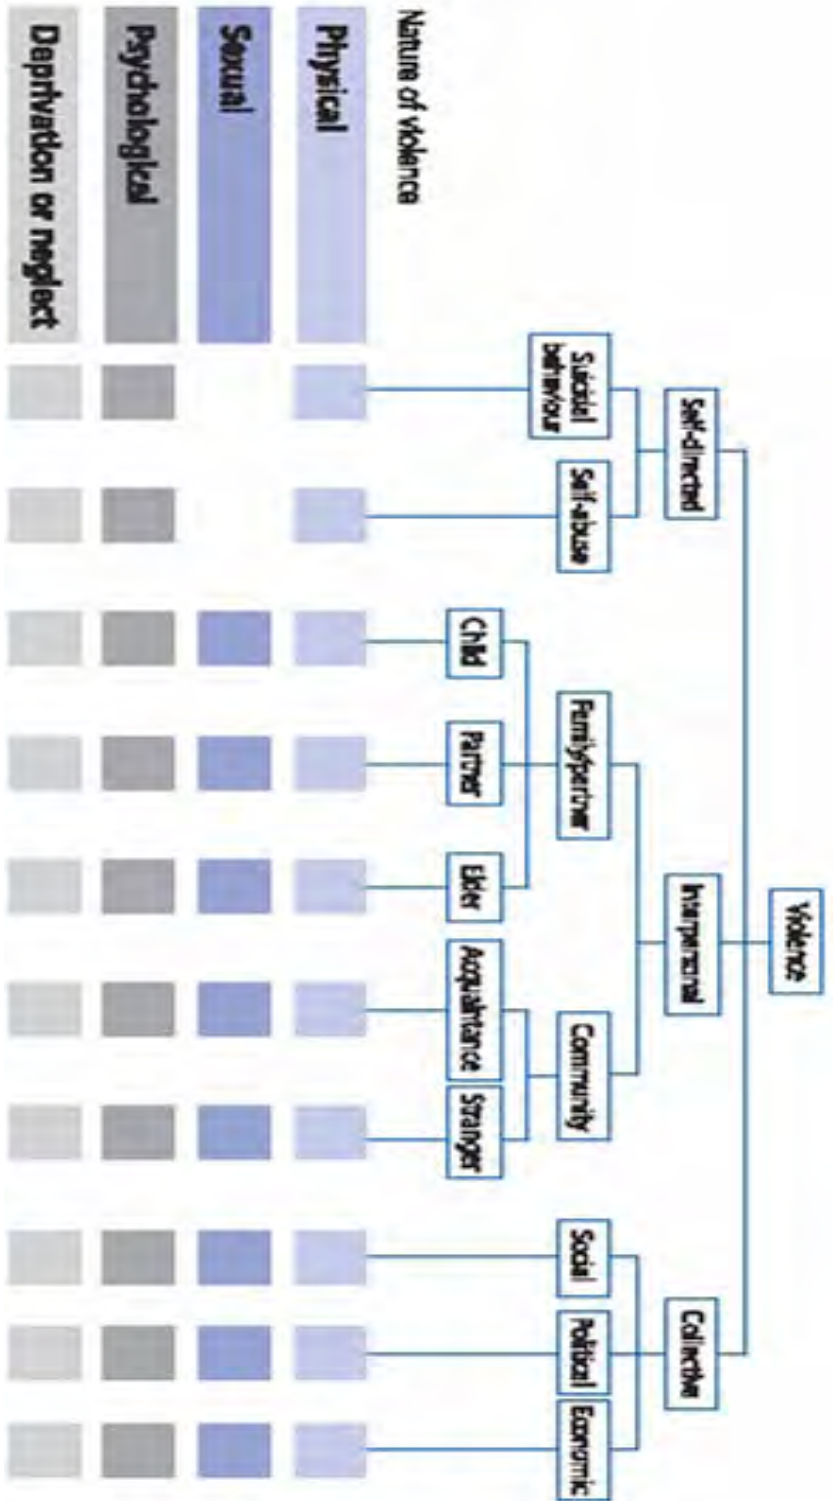 Violence
Self-directed
Interpersonal
Collective
Suicidal
behaviour
Self-abuse
Family/partner
Community
Social
Political
Economic
Child
Partner
Elder
Acquaintance
Stranger
Nature of violence
Physical
Sexual
Psychological
Deprivation or neglect